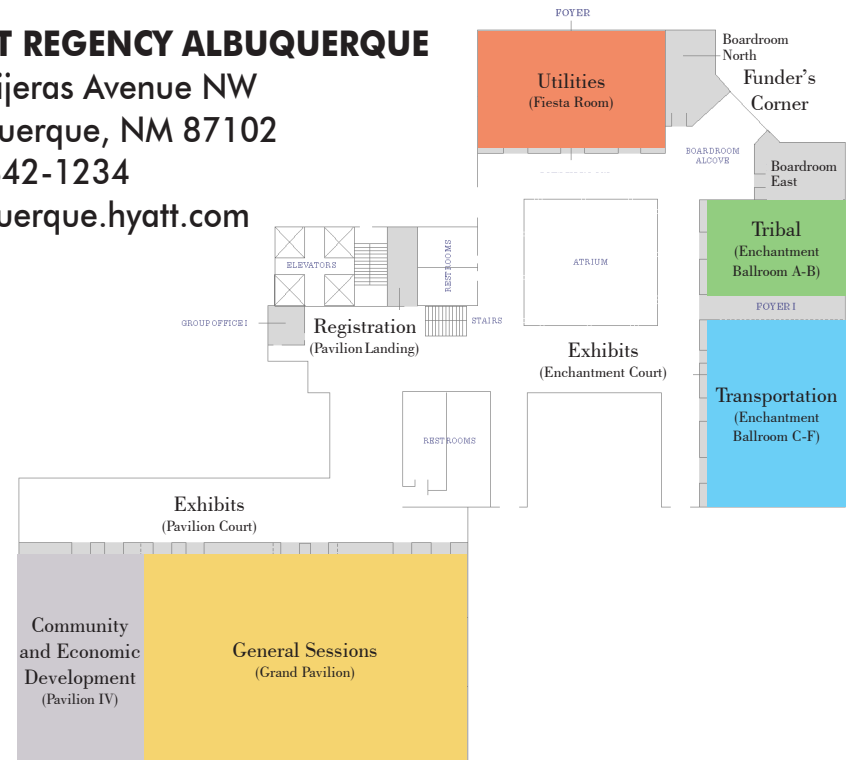 T REGENCY ALBUQUERQUE
ijeras Avenue NW
uerque, NM 87102
42-1234
uerque.hyatt.com
FOYER
Boardroom
North
Funder's
Corner
Utilities
(Fiesta Room)
BOARDROOM
ALCOVE
Boardroom
East
Tribal
(Enchantment
Ballroom A-B)
ELEVATORS
RESTROOMS
ATRIUM
FOYER I
GROUP OFFICE I
Registration
(Pavilion Landing)
STAIRS
Exhibits
(Enchantment Court)
Transportation
(Enchantment
Ballroom C-F)
RESTROOMS
Exhibits
(Pavilion Court)
Community
and Economic
Development
(Pavilion IV)
General Sessions
(Grand Pavilion)